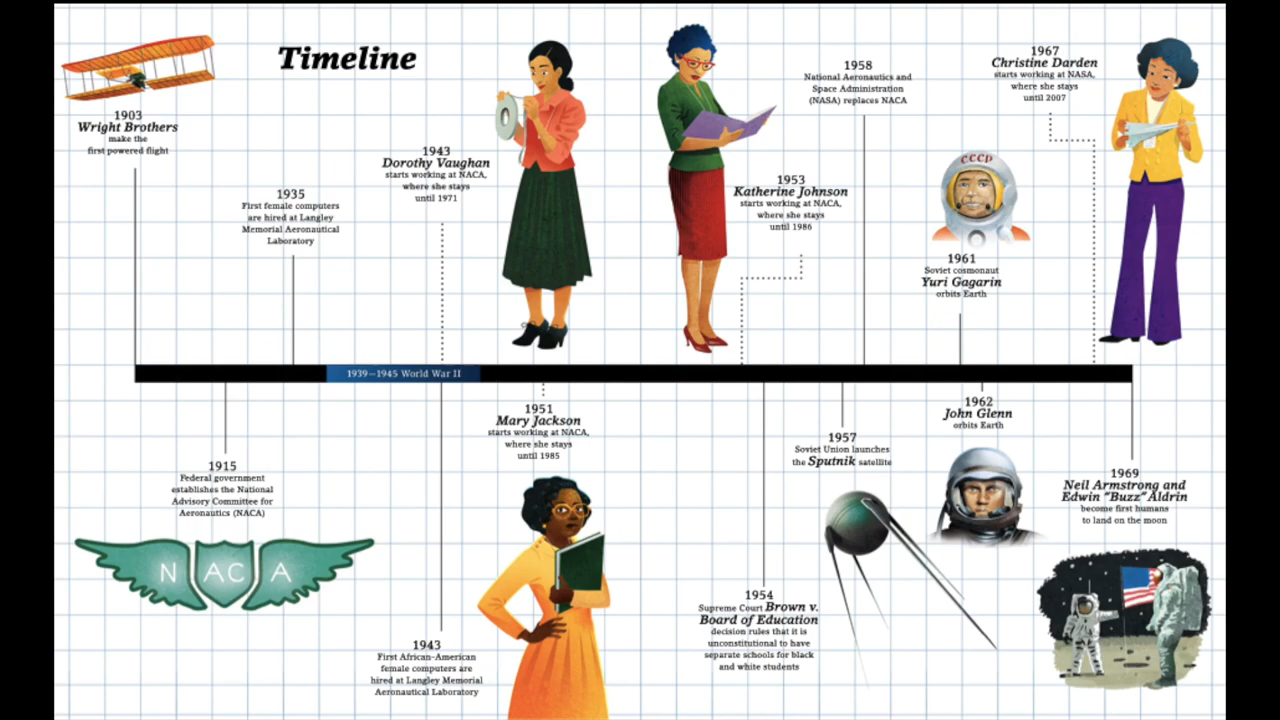 Timeline
1903
Wright Brothers
make the
first powered flight
1935
First female computers
are hired at Langley
Memorial Aeronautical
Laboratory
1943
Dorothy Vaughan
starts working at NACA,
where she stays
until 1971
1953
Katherine Johnson
starts working at NACA,
where she stays
until 1986
1958
National Aeronautics and
Space Administration
(NASA) replaces NACA
CCCP
1961
Soviet cosmonaut
Yuri Gagarin
orbits Earth
1967
Christine Darden
starts working at NASA,
where she stays
until 2007
1939—1945 World War II
1915
Federal government
establishes the National
Advisory Committee for
Aeronautics (NACA)
NACA
1943
First African-American
female computers are
hired at Langley Memorial
Aeronautical Laboratory
1951
Mary Jackson
starts working at NACA,
where she stays
until 1985
1954
Supreme Court Brown v.
Board of Education
decision rules that it is
unconstitutional to have
separate schools for black
and white students
1957
Soviet Union launches
the Sputnik satellite
1962
John Glenn
orbits Earth
1969
Neil Armstrong and
Edwin "Buzz" Aldrin
become first humans
to land on the moon